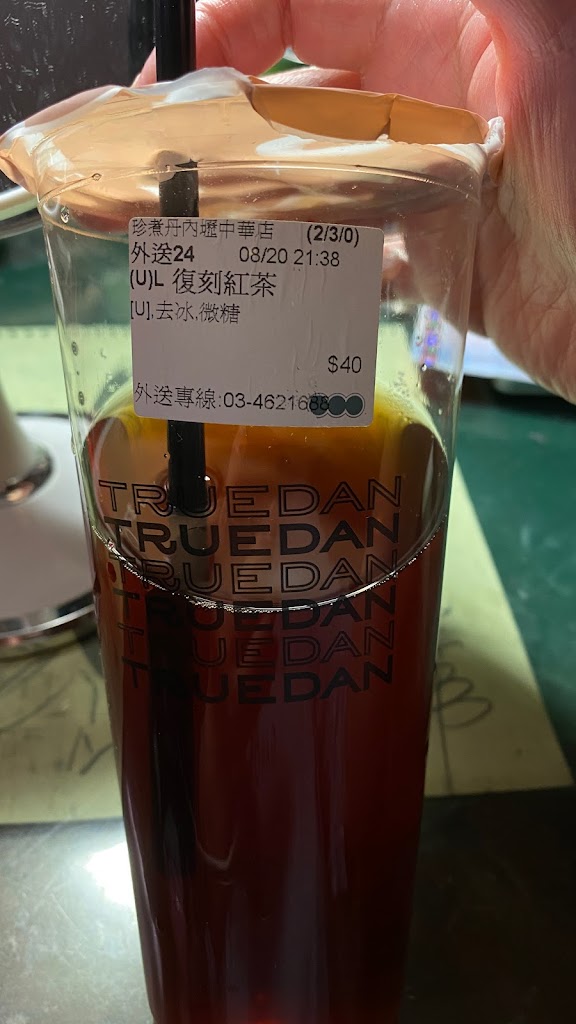 珍煮丹內壢中華店 (2/3/0)
外送24 08/20 21:38
(U)L 復刻紅茶
[U],去冰,微糖
$40
外送專線:03-4621688
TRUEDAN
TRUEDAN
TRUEDAN
TRUEDAN
TRUEDAN
TRUEDAN